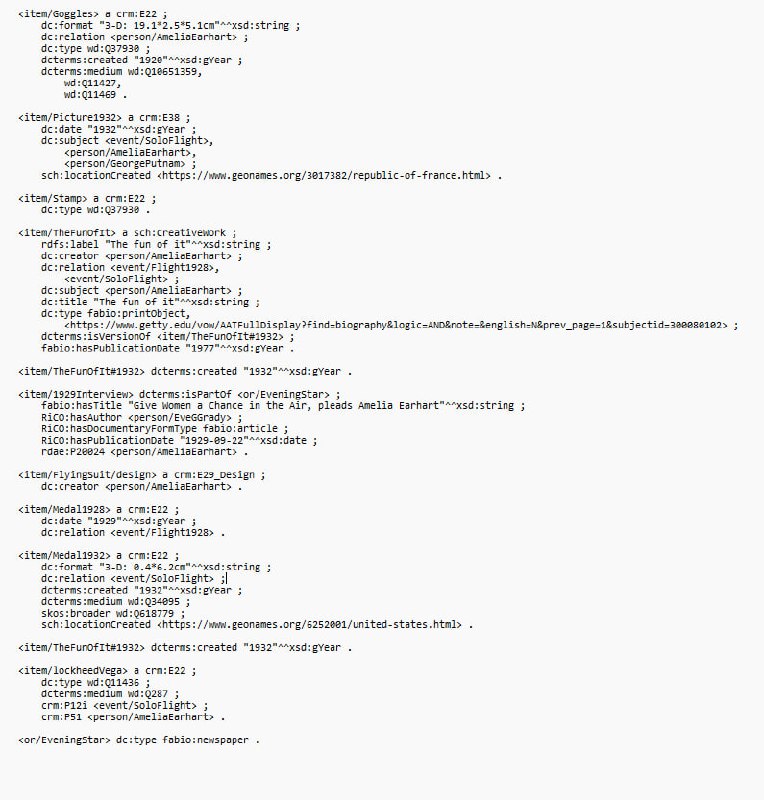 <item/Goggles> a crm:E22 ;
dc:format "3-D: 19.1*2.5*5.1cm"^^xsd:string ;
dc:relation <person/AmeliaEarhart> ;
dc:type wd:Q37930 ;
dcterms:created "1920"^^xsd:gYear ;
dcterms:medium wd:Q10651359,
wd:Q11427,
wd:Q11469 .
<item/Picture1932> a crm:E38 ;
dc:date "1932"^^xsd:gYear ;
dc:subject <event/SoloFlight>,
<person/AmeliaEarhart>,
<person/GeorgePutnam> ;
sch:locationCreated <https://www.geonames.org/3017382/republic-of-france.html> .
<item/Stamp> a crm:E22 ;
dc:type wd:Q37930 .
<item/TheFunOfIt> a sch:CreativeWork ;
rdfs:label "The fun of it"^^xsd:string ;
dc:creator <person/AmeliaEarhart> ;
dc:relation <event/Flight1928>,
<event/SoloFlight> ;
dc:subject <person/AmeliaEarhart> ;
dc:title "The fun of it"^^xsd:string ;
dc:type fabio:printObject,
<https://www.getty.edu/vow/AATFullDisplay?find=biography&logic=AND&note=&english=N&prev_page=1&subjectid=300080102> ;
dcterms:isVersionOf <item/TheFunOfIt#1932> ;
fabio:hasPublicationDate "1977"^^xsd:gYear .
<item/TheFunOfIt#1932> dcterms:created "1932"^^xsd:gYear .
<item/1929Interview> dcterms:isPartOf <or/EveningStar> ;
fabio:hasTitle "Give Women a Chance in the Air, pleads Amelia Earhart"^^xsd:string ;
RiCO:hasAuthor <person/EveGGrady> ;
RiCO:hasDocumentaryFormType fabio:article ;
RiCO:hasPublicationDate "1929-09-22"^^xsd:date ;
rdae:P20024 <person/AmeliaEarhart> .
<item/FlyingSuit/design> a crm:E29_Design ;
dc:creator <person/AmeliaEarhart> .
<item/Medal1928> a crm:E22 ;
dc:date "1929"^^xsd:gYear ;
dc:relation <event/Flight1928> .
<item/Medal1932> a crm:E22 ;
dc:format "3-D: 0.4*6.2cm"^^xsd:string ;
dc:relation <event/SoloFlight> ;
dcterms:created "1932"^^xsd:gYear ;
dcterms:medium wd:Q34095 ;
skos:broader wd:Q618779 ;
sch:locationCreated <https://www.geonames.org/6252001/united-states.html> .
<item/TheFunOfIt#1932> dcterms:created "1932"^^xsd:gYear .
<item/lockheedVega> a crm:E22 ;
dc:type wd:Q11436 ;
dcterms:medium wd:Q287 ;
crm:P12i <event/SoloFlight> ;
crm:P51 <person/AmeliaEarhart> .
<or/EveningStar> dc:type fabio:newspaper .